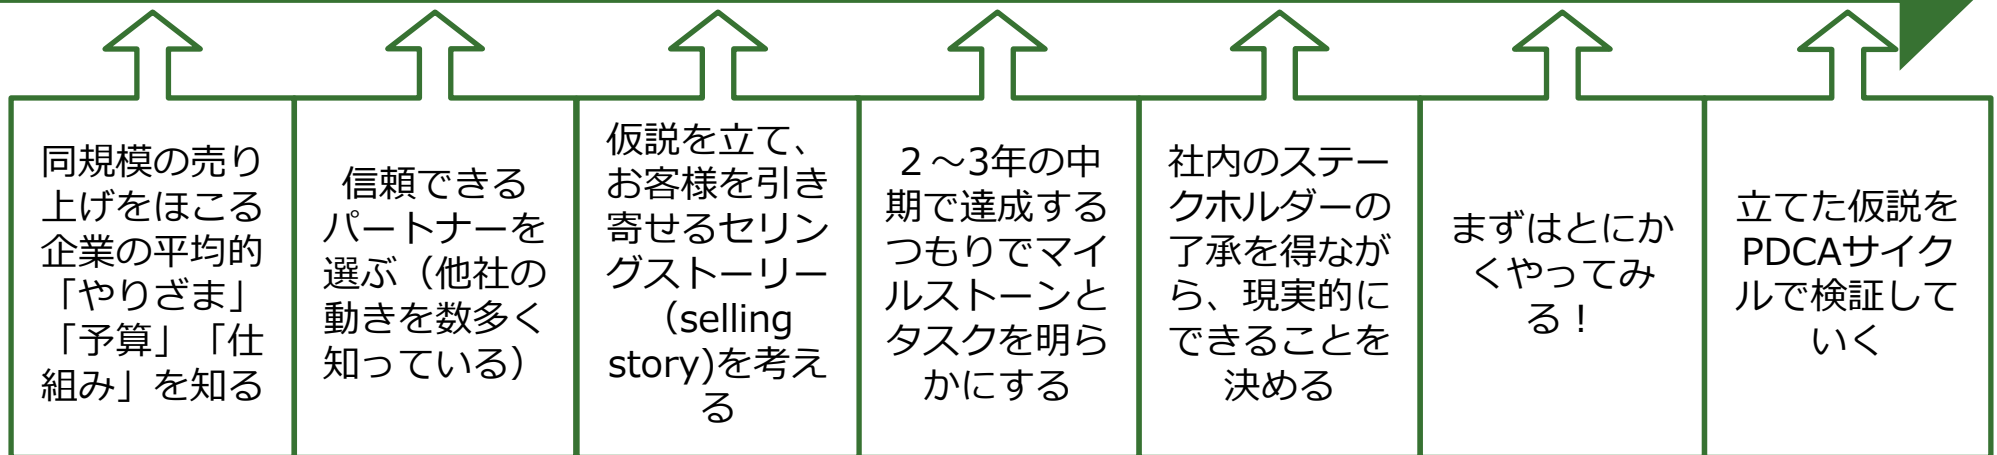 同規模の売り
上げをほこる
企業の平均的
「やりざま」
「予算」「仕
組み」を知る
信頼できる
パートナーを
選ぶ（他社の
動きを数多く
知っている）
仮説を立て、
お客様を引き
寄せるセリン
グストーリー
（selling
story)を考え
る
２～3年の中
期で達成する
つもりでマイ
ルストーンと
タスクを明ら
かにする
社内のステー
クホルダーの
了承を得なが
ら、現実的に
できることを
決める
まずはとにか
くやってみ
る！
立てた仮説を
PDCAサイク
ルで検証して
いく